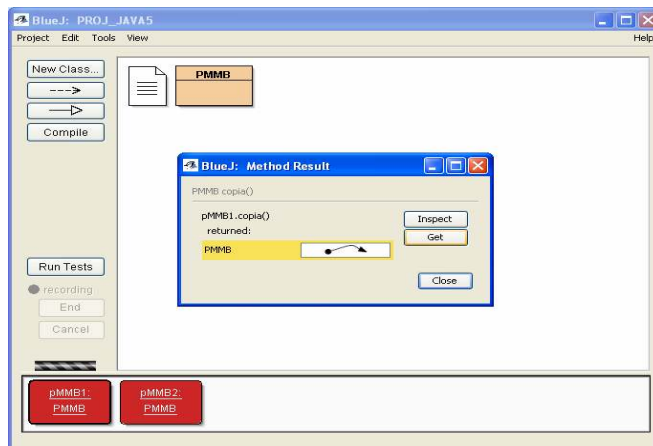 BlueJ: PROJ_JAVA5
Project Edit Tools View Help
New Class...
PMMB
Compile
BlueJ: Method Result
PMMB copia()
pMMB1.copia()
returned:
PMMB
Inspect
Get
Close
Run Tests
recording
End
Cancel
pMMB1:
PMMB
pMMB2:
PMMB